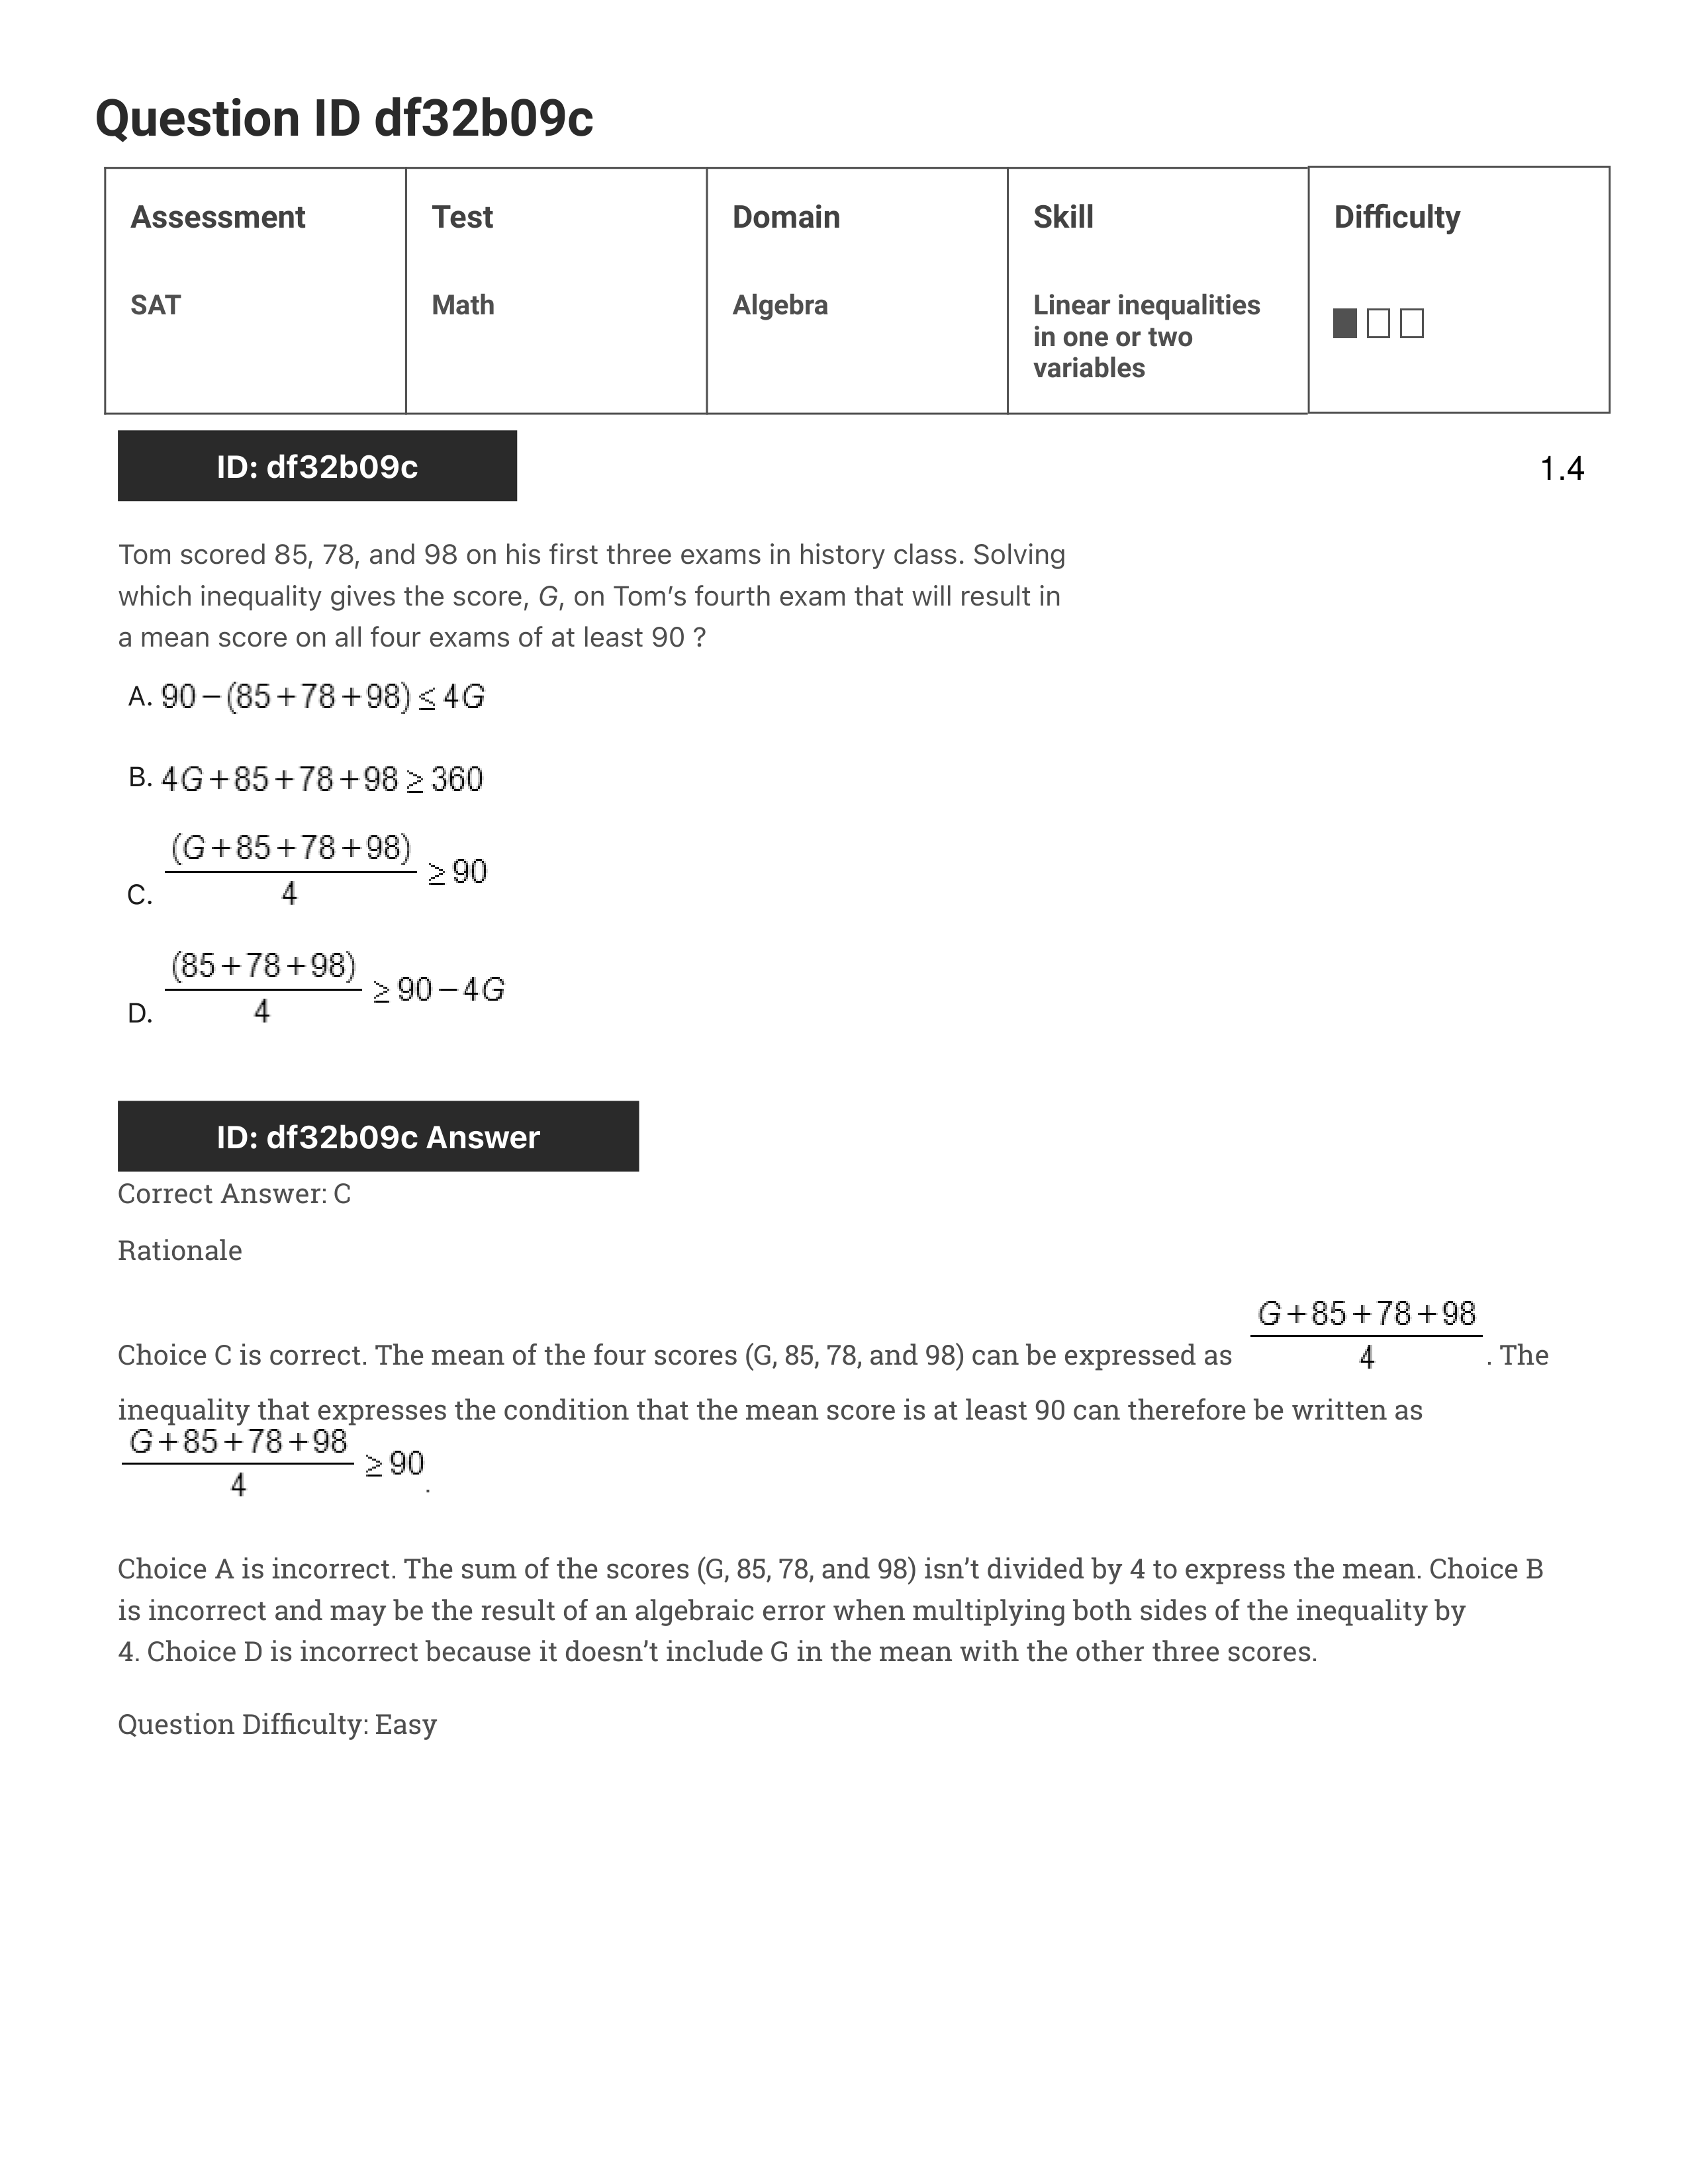 Question ID df32b09c
Assessment Test Domain Skill Difficulty
SAT Math Algebra Linear inequalities
in one or two
variables
ID: df32b09c 1.4
Tom scored 85, 78, and 98 on his first three exams in history class. Solving
which inequality gives the score, G, on Tom’s fourth exam that will result in
a mean score on all four exams of at least 90 ?
A. 90−(85+78+98) ≤ 4G
B. 4G+85+78+98 ≥ 360
C. (G+85+78+98)/4 ≥ 90
D. (85+78+98)/4 ≥ 90−4G
ID: df32b09c Answer
Correct Answer: C
Rationale
Choice C is correct. The mean of the four scores (G, 85, 78, and 98) can be expressed as (G+85+78+98)/4 . The
inequality that expresses the condition that the mean score is at least 90 can therefore be written as
(G+85+78+98)/4 ≥ 90.
Choice A is incorrect. The sum of the scores (G, 85, 78, and 98) isn’t divided by 4 to express the mean. Choice B
is incorrect and may be the result of an algebraic error when multiplying both sides of the inequality by
4. Choice D is incorrect because it doesn’t include G in the mean with the other three scores.
Question Difficulty: Easy